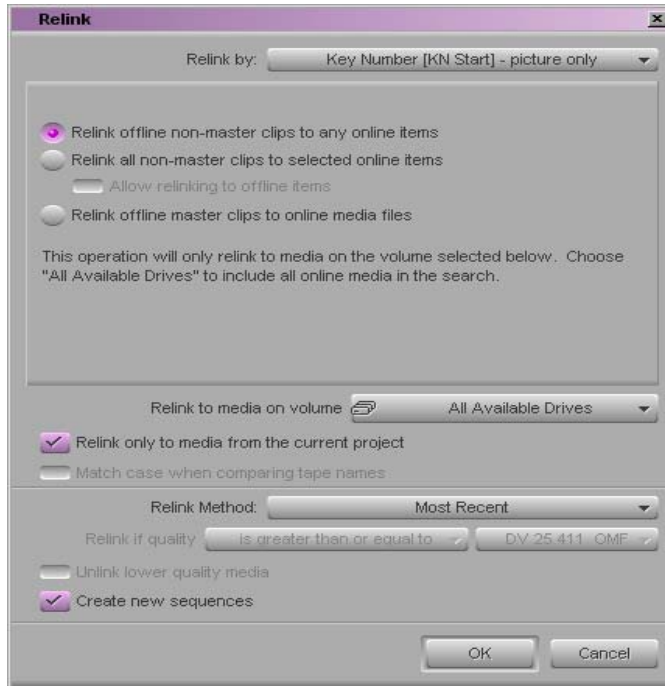 Relink
Relink by: Key Number [KN Start] - picture only
Relink offline non-master clips to any online items
Relink all non-master clips to selected online items
Allow relinking to offline items
Relink offline master clips to online media files
This operation will only relink to media on the volume selected below. Choose
"All Available Drives" to include all online media in the search.
Relink to media on volume All Available Drives
Relink only to media from the current project
Match case when comparing tape names
Relink Method: Most Recent
Relink if quality is greater than or equal to DV 25 411 OMF
Unlink lower quality media
Create new sequences
OK Cancel